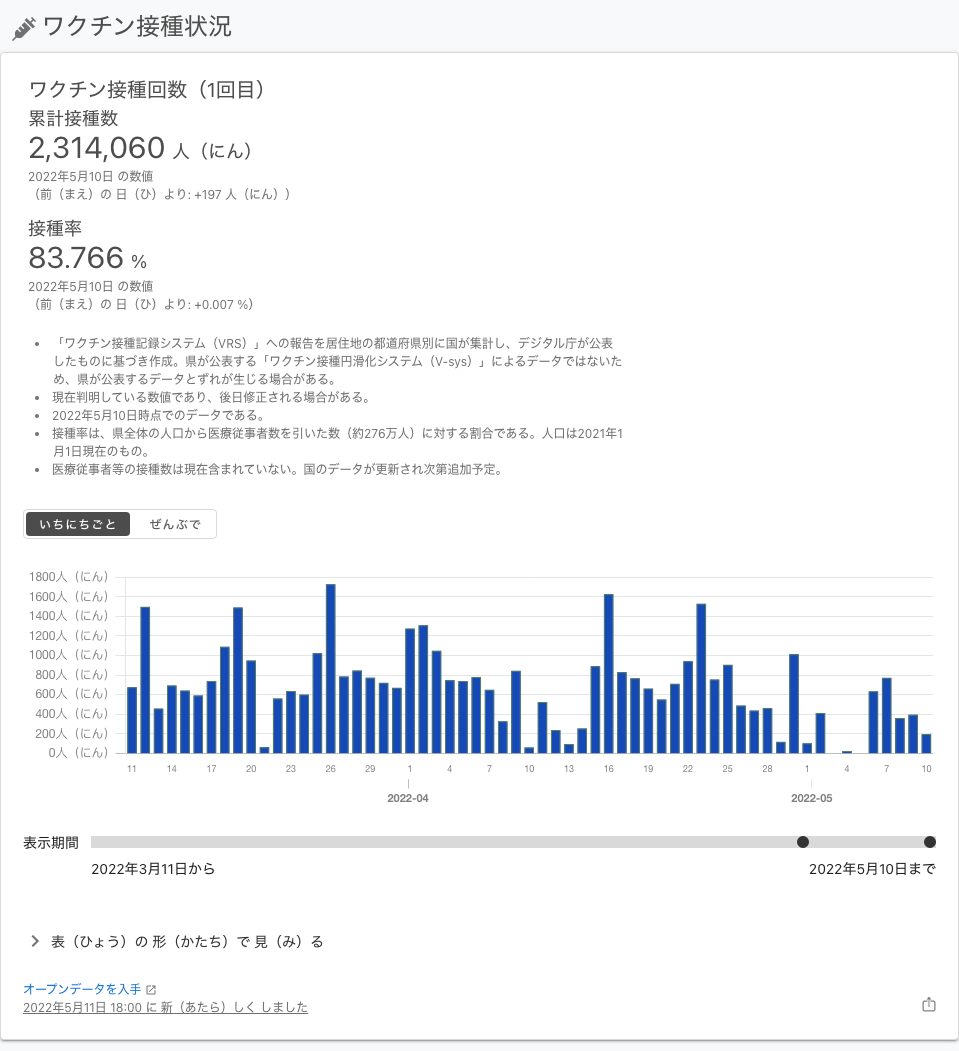 ワクチン接種状況
ワクチン接種回数（1回目）
累計接種数
2,314,060 人（にん）
2022年5月10日 の数値
（前（まえ）の 日（ひ）より: +197 人（にん））
接種率
83.766 %
2022年5月10日 の数値
（前（まえ）の 日（ひ）より: +0.007 %）
• 「ワクチン接種記録システム（VRS）」への報告を居住地の都道府県別に国が集計し、デジタル庁が公表
したものに基づき作成。県が公表する「ワクチン接種円滑化システム（V-sys）」によるデータではないた
め、県が公表するデータとずれが生じる場合がある。
• 現在判明している数値であり、後日修正される場合がある。
• 2022年5月10日時点でのデータである。
• 接種率は、県全体の人口から医療従事者数を引いた数（約276万人）に対する割合である。人口は2021年1
月1日現在のもの。
• 医療従事者等の接種数は現在含まれていない。国のデータが更新され次第追加予定。
いちにちごと ぜんぶで
1800人（にん）
1600人（にん）
1400人（にん）
1200人（にん）
1000人（にん）
800人（にん）
600人（にん）
400人（にん）
200人（にん）
0人（にん）
11 14 17 20 23 26 29 1 4 7 10 13 16 19 22 25 28 1 4 7 10
2022-04 2022-05
表示期間
2022年3月11日から 2022年5月10日まで
表（ひょう）の 形（かたち）で 見（み）る
オープンデータを入手
2022年5月11日 18:00 に 新（あたら）しく しました